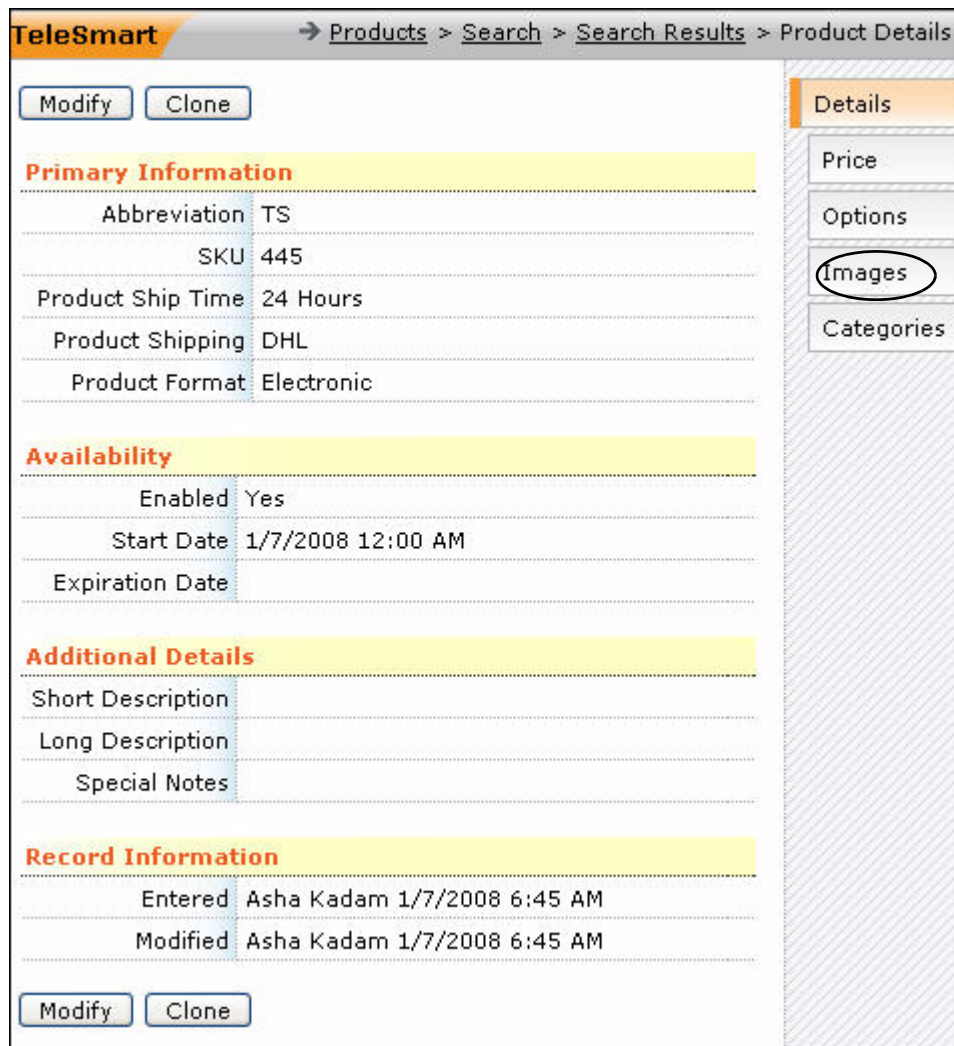 TeleSmart
➔ Products > Search > Search Results > Product Details
Modify Clone
Primary Information
Abbreviation TS
SKU 445
Product Ship Time 24 Hours
Product Shipping DHL
Product Format Electronic
Availability
Enabled Yes
Start Date 1/7/2008 12:00 AM
Expiration Date
Additional Details
Short Description
Long Description
Special Notes
Record Information
Entered Asha Kadam 1/7/2008 6:45 AM
Modified Asha Kadam 1/7/2008 6:45 AM
Modify Clone
Details
Price
Options
Images
Categories